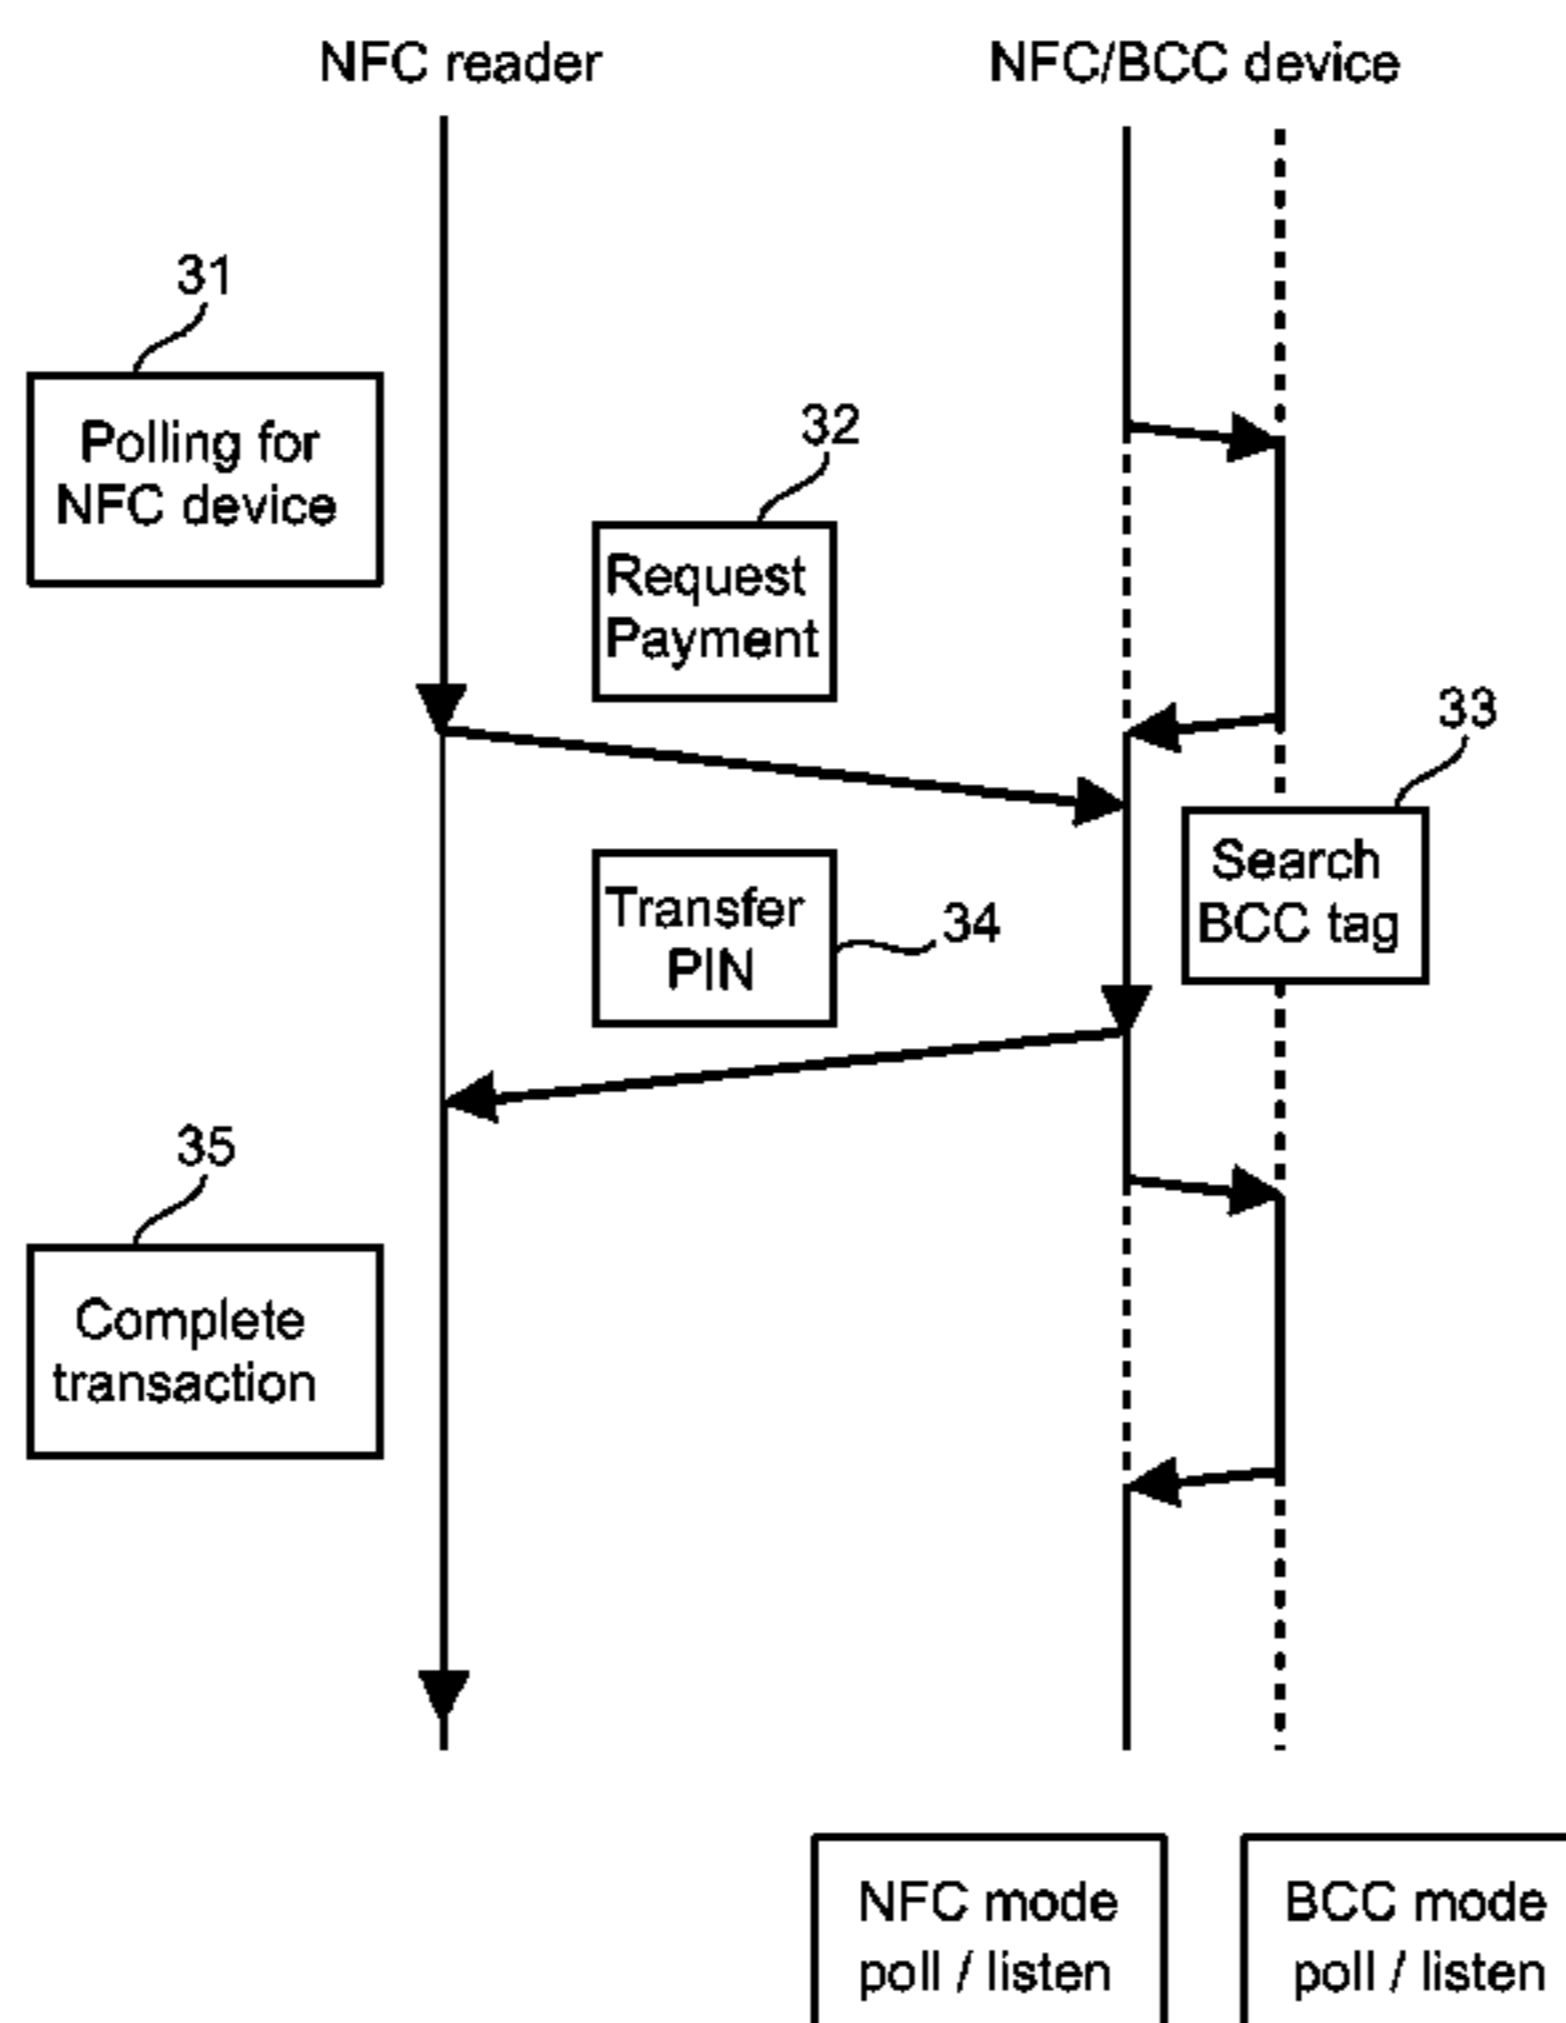 NFC reader
NFC/BCC device
31
Polling for
NFC device
32
Request
Payment
33
Search
BCC tag
Transfer
PIN
34
35
Complete
transaction
NFC mode
poll / listen
BCC mode
poll / listen